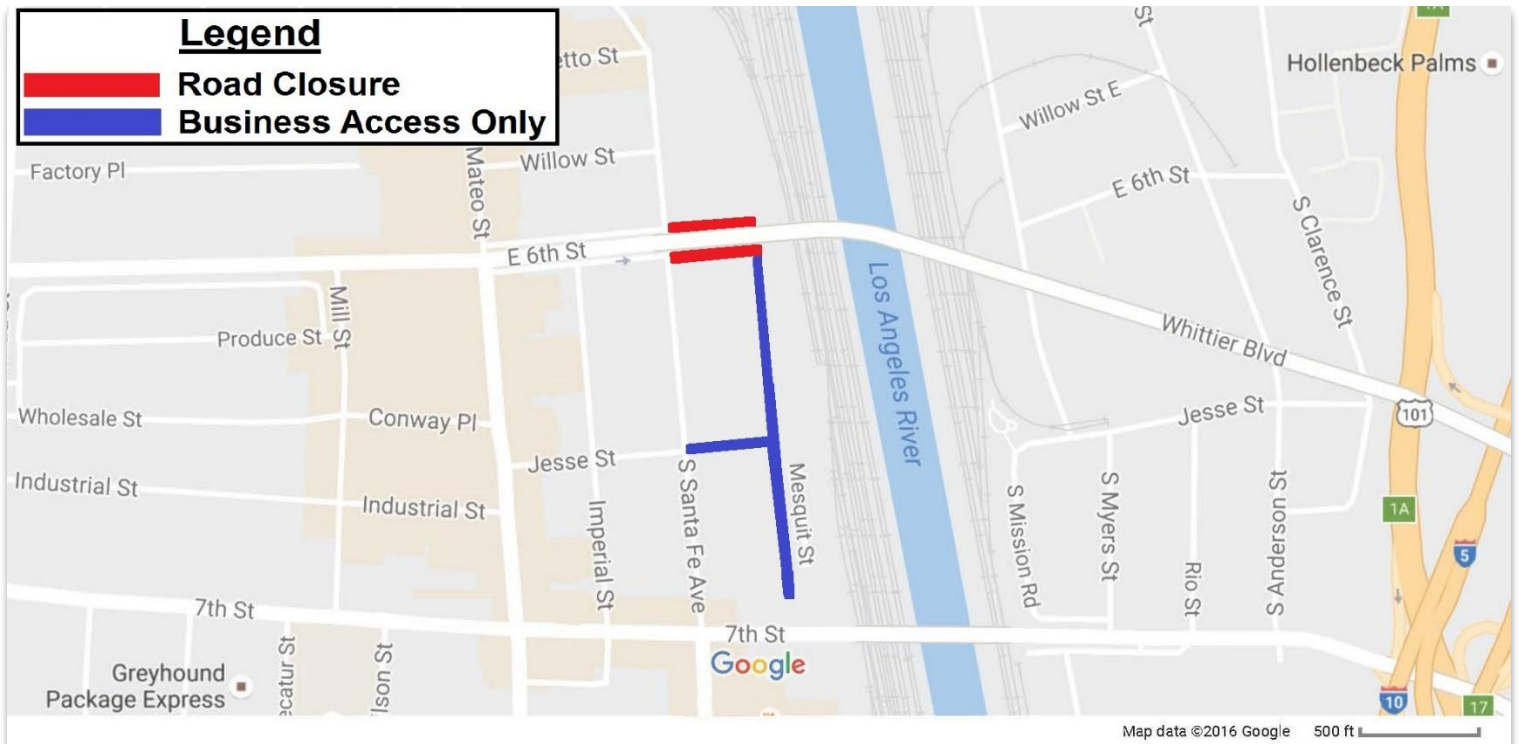 Legend
Road Closure
Business Access Only
1A
St
Hollenbeck Palms
etto St
Willow St E
Factory Pl
Mateo St
Willow St
E 6th St
S Clarence St
E 6th St
Los Angeles River
Mill St
Produce St
Whittier Blvd
Wholesale St
Conway Pl
Jesse St
101
Jesse St
Industrial St
Industrial St
Imperial St
S Santa Fe Ave
Mesquit St
S Mission Rd
S Myers St
Rio St
S Anderson St
1A
5
7th St
7th St
Google
Greyhound
Package Express
ecatur St
10
17
Map data ©2016 Google 500 ft